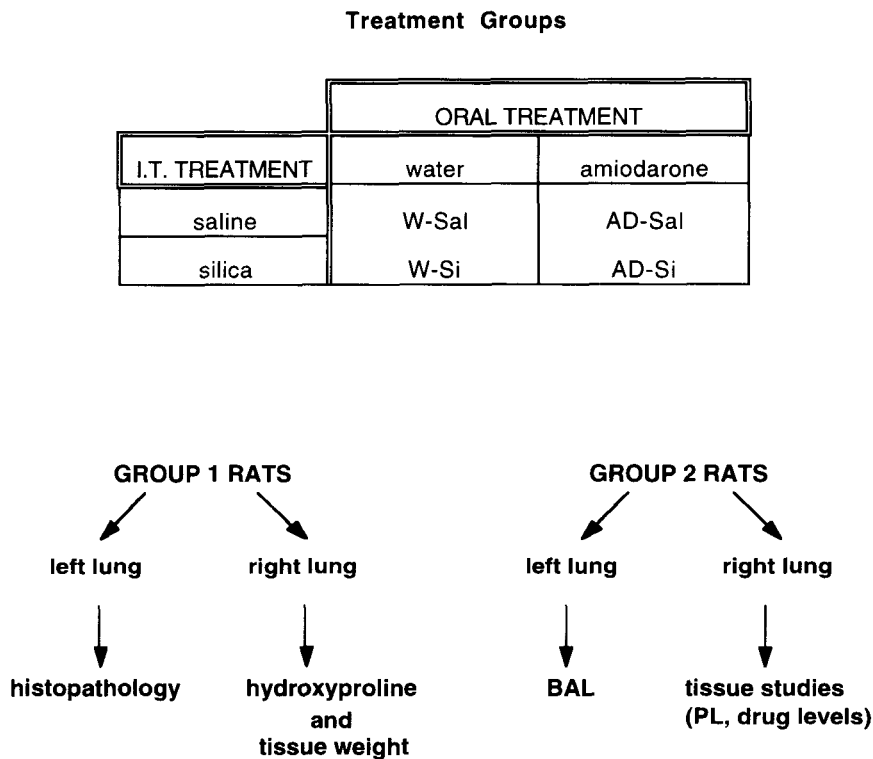 Treatment Groups
ORAL TREATMENT
I.T. TREATMENT water amiodarone
saline W-Sal AD-Sal
silica W-Si AD-Si
GROUP 1 RATS GROUP 2 RATS
left lung right lung left lung right lung
histopathology hydroxyproline BAL tissue studies
and (PL, drug levels)
tissue weight